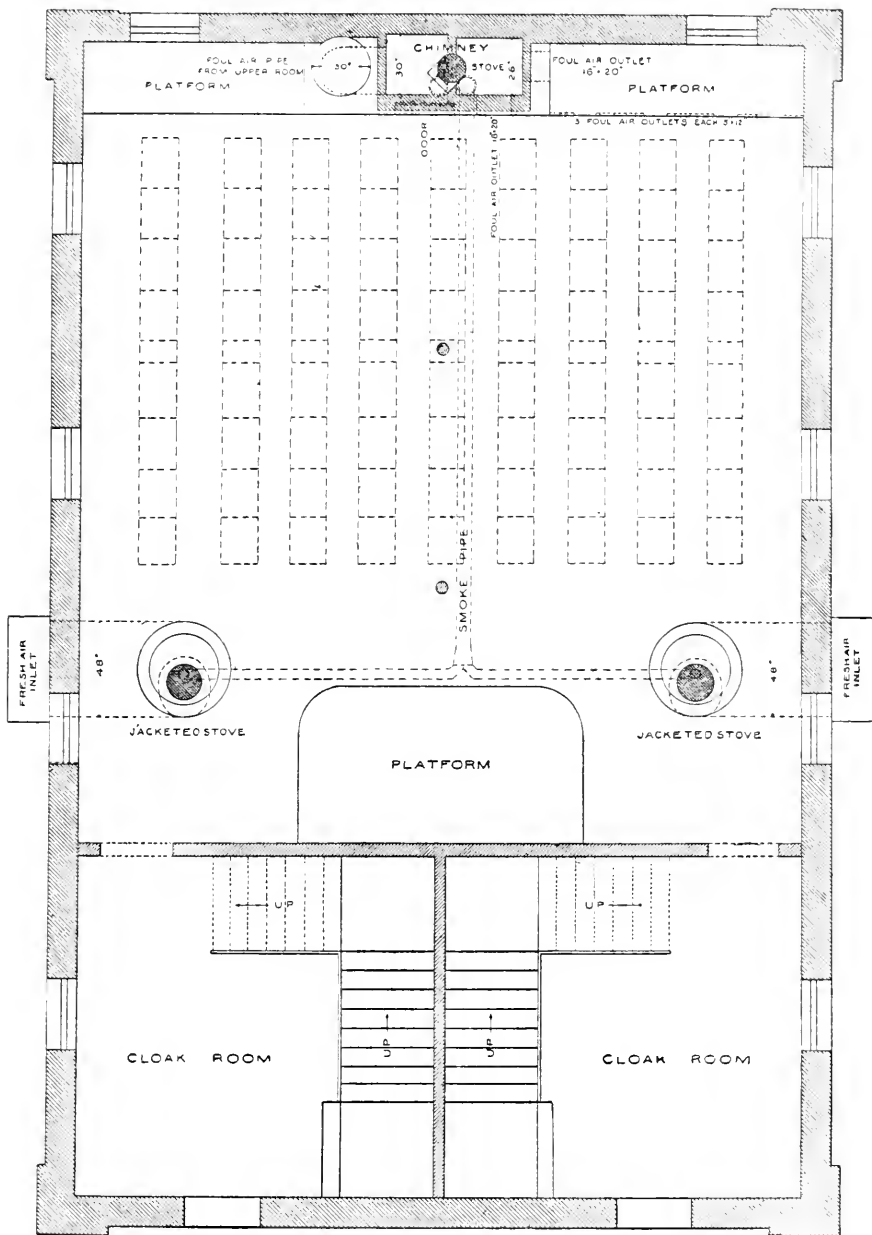 CHIMNEY
FOUL AIR PIPE
FROM UPPER ROOM
30"
30"
STOVE
26"
FOUL AIR OUTLET
16"×20"
PLATFORM
PLATFORM
3 FOUL AIR OUTLETS EACH 5×12
DOOR
FOUL AIR OUTLET 16×20"
SMOKE PIPE
FRESH AIR
INLET
48"
48"
FRESH AIR
INLET
JACKETED STOVE
JACKETED STOVE
PLATFORM
UP
UP
UP
UP
CLOAK ROOM
CLOAK ROOM